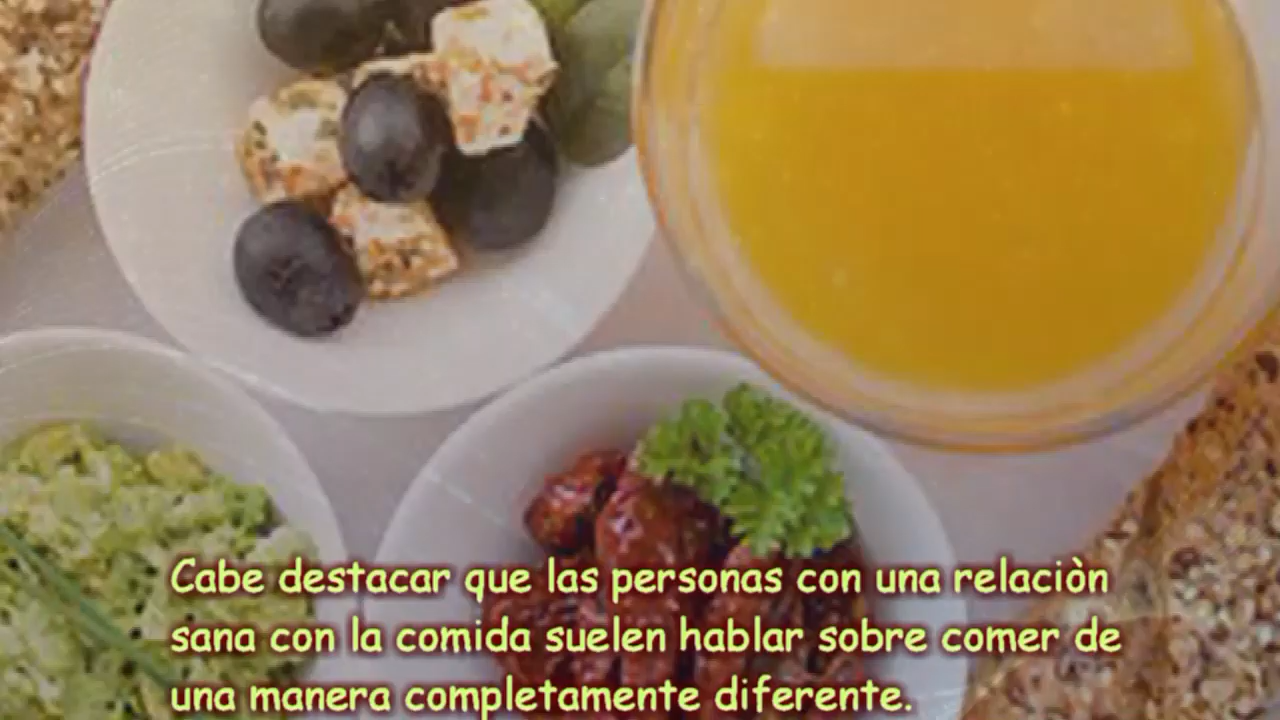 Cabe destacar que las personas con una relaciòn
sana con la comida suelen hablar sobre comer de
una manera completamente diferente.